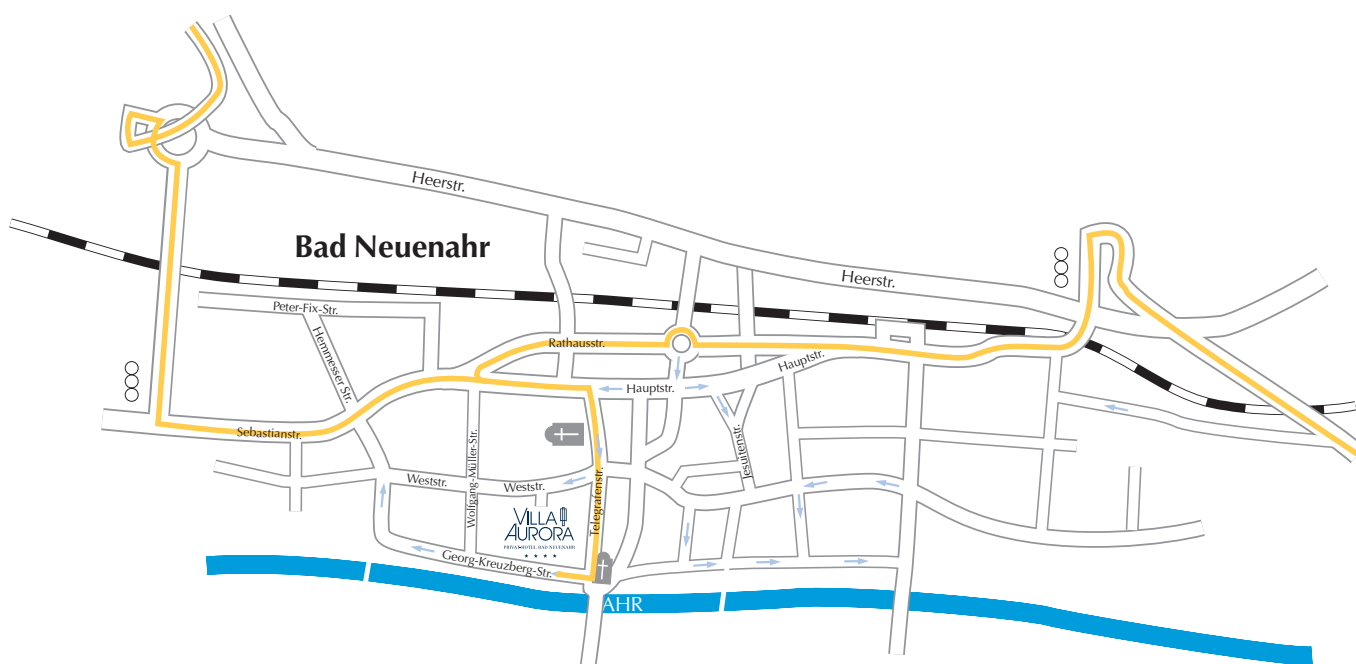 Heerstr.
Bad Neuenahr
Heerstr.
Peter-Fix-Str.
Hemmesser Str.
Rathausstr.
Hauptstr.
Hauptstr.
Sebastianstr.
Jesuitenstr.
Wolfgang-Müller-Str.
Weststr.
Weststr.
Telegrafenstr.
VILLA
AURORA
PRIVAT-HOTEL BAD NEUENAHR
Georg-Kreuzberg-Str.
AHR